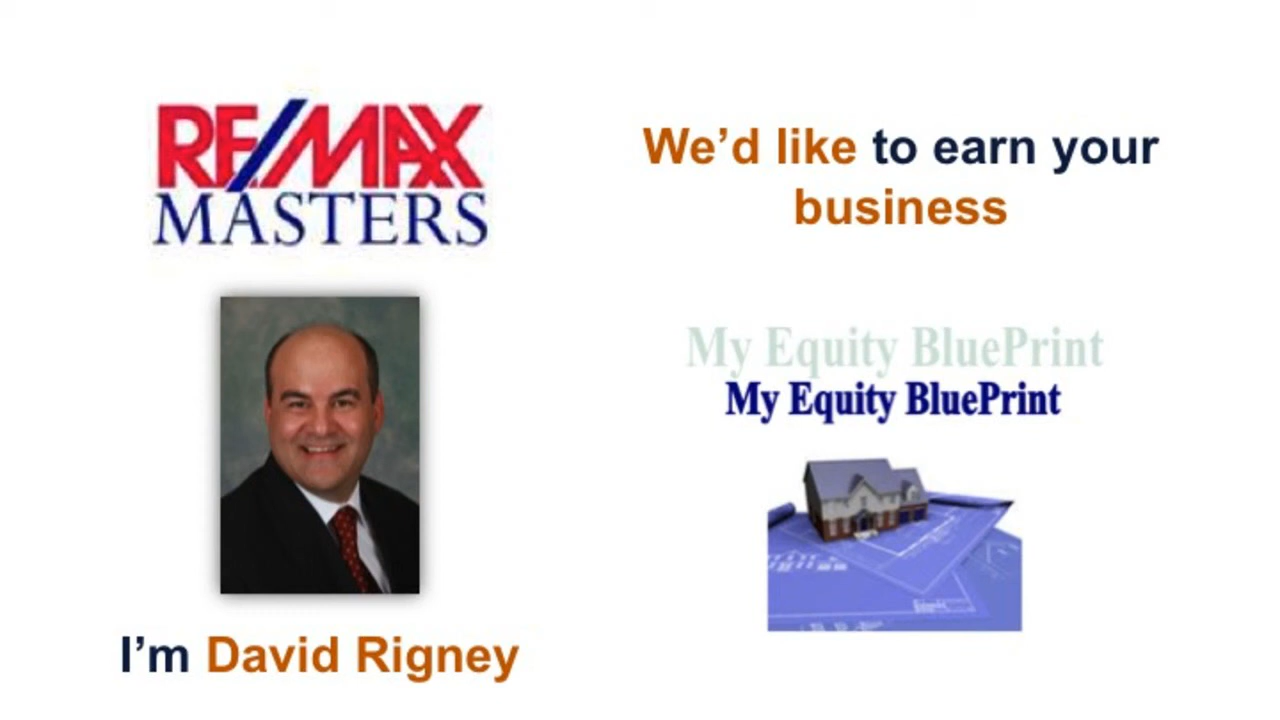 RE/MAX
MASTERS
I'm David Rigney
We'd like to earn your
business
My Equity BluePrint
My Equity BluePrint